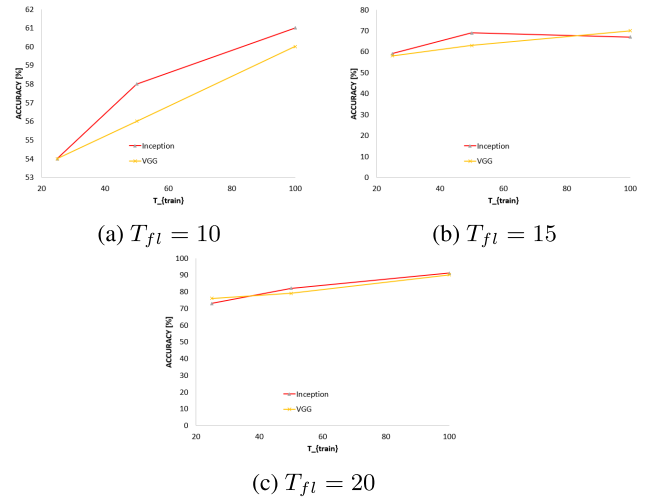 62
61
60
59
58
57
56
55
54
53
ACCURACY [%]
Inception
VGG
20 40 60 80 100
T_{train}
(a) T_{fl} = 10
80
70
60
50
40
30
20
10
0
ACCURACY [%]
Inception
VGG
20 40 60 80 100
T_{train}
(b) T_{fl} = 15
100
90
80
70
60
50
40
30
20
10
0
ACCURACY [%]
Inception
VGG
20 40 60 80 100
T_{train}
(c) T_{fl} = 20